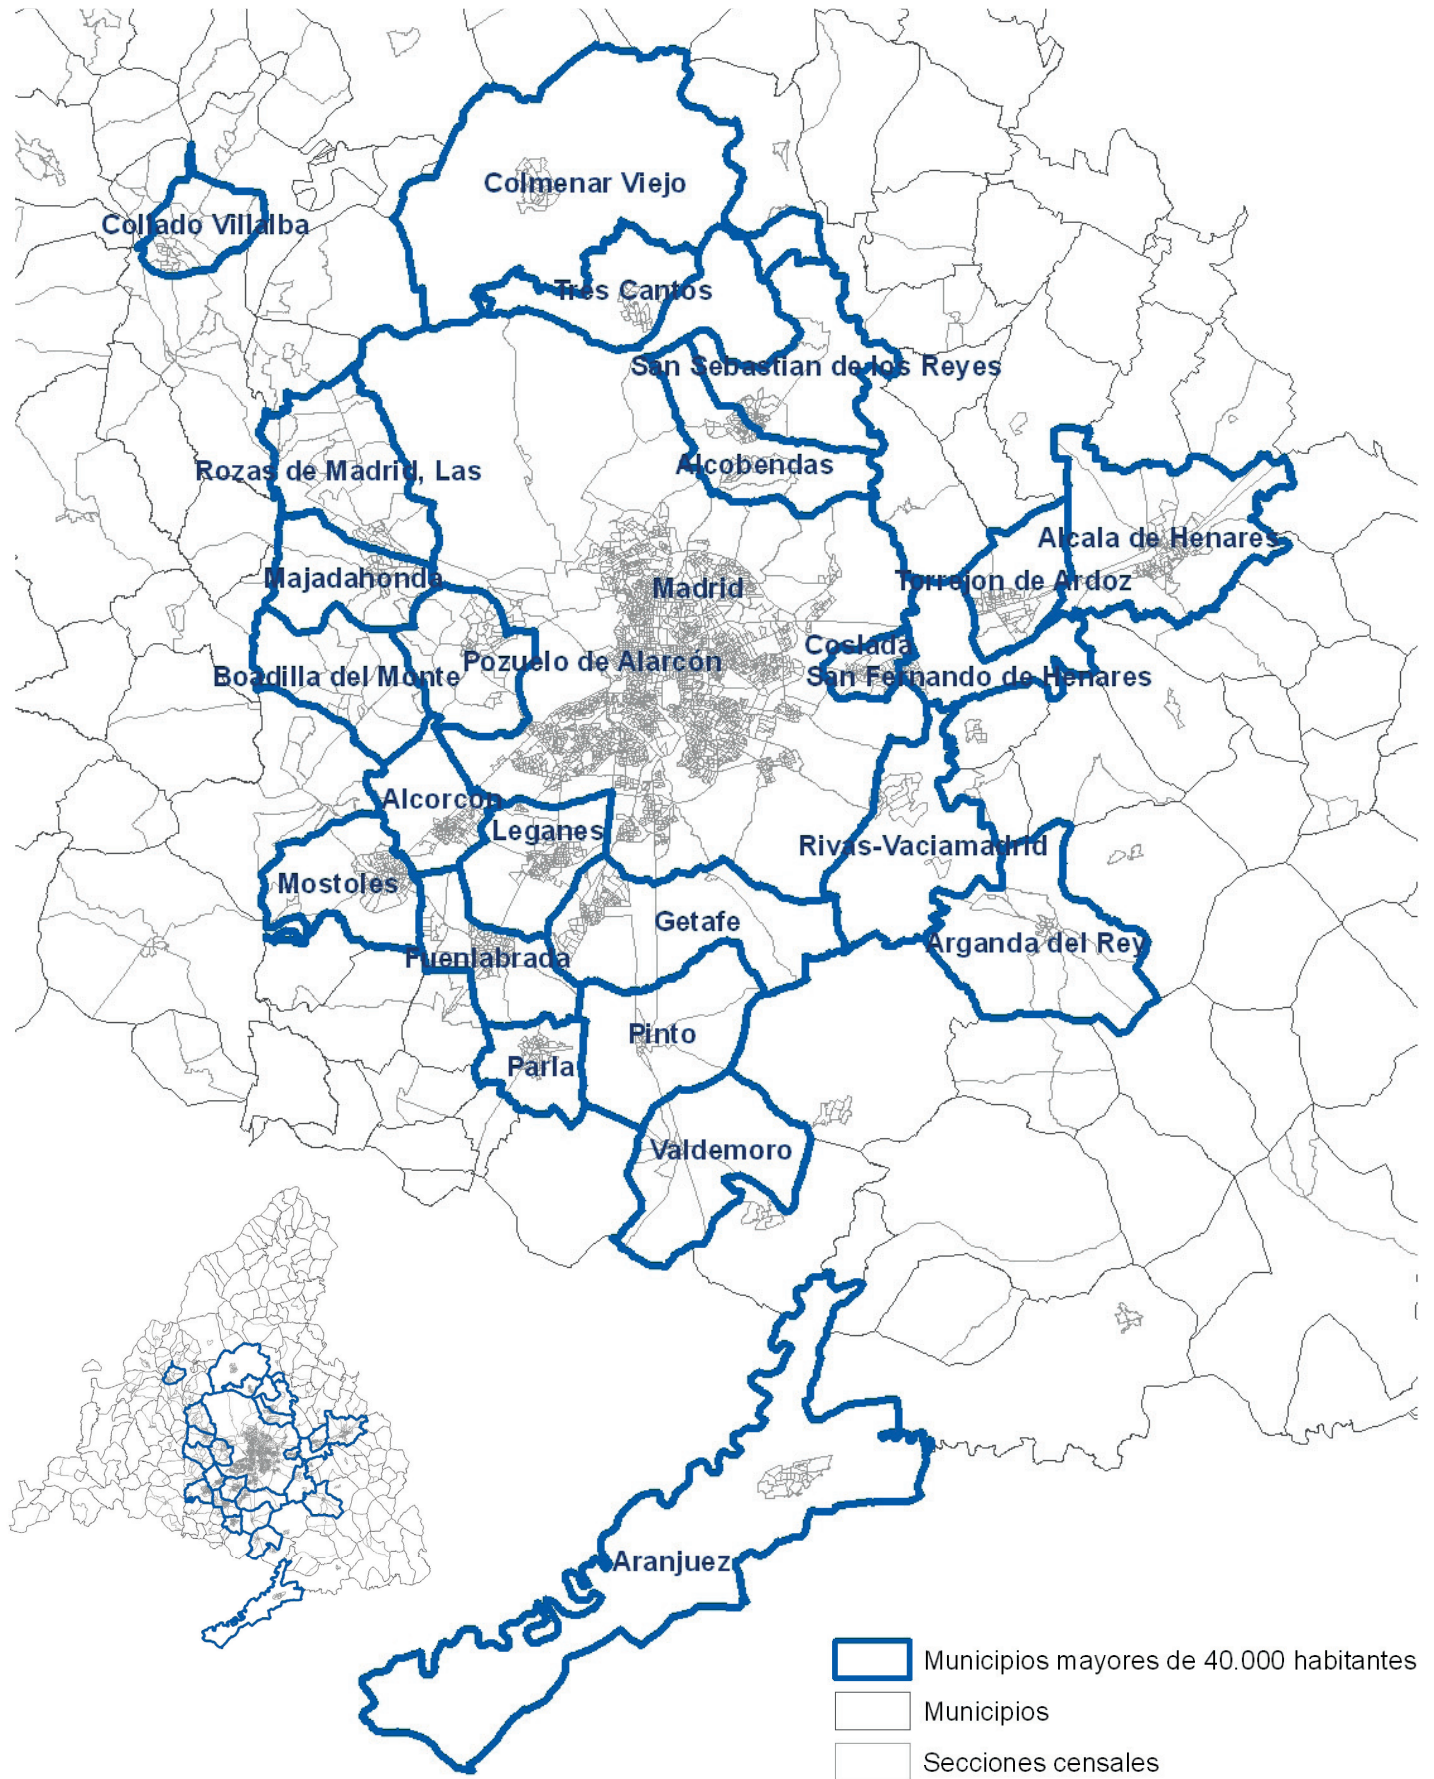 Colmenar Viejo
Collado Villalba
Tres Cantos
San Sebastian de los Reyes
Alcobendas
Rozas de Madrid, Las
Alcala de Henares
Majadahonda
Torrejon de Ardoz
Madrid
Coslada
Pozuelo de Alarcón
Boadilla del Monte
San Fernando de Henares
Alcorcon
Leganes
Rivas-Vaciamadrid
Mostoles
Getafe
Arganda del Rey
Fuenlabrada
Pinto
Parla
Valdemoro
Aranjuez
Municipios mayores de 40.000 habitantes
Municipios
Secciones censales